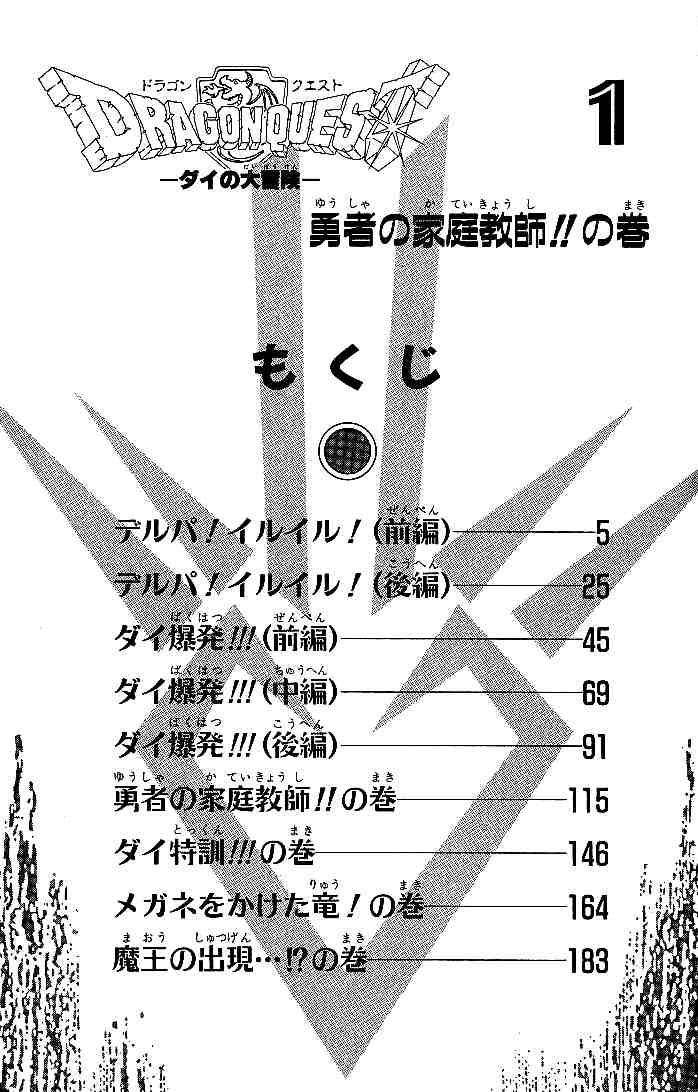 ドラゴン クエスト
DRAGON QUEST
―ダイの大冒険―
1
勇者の家庭教師!!の巻
もくじ
デルパ!イルイル!(前編)――5
デルパ!イルイル!(後編)――25
ダイ爆発!!!(前編)――45
ダイ爆発!!!(中編)――69
ダイ爆発!!!(後編)――91
勇者の家庭教師!!の巻――115
ダイ特訓!!!の巻――146
メガネをかけた竜!の巻――164
魔王の出現…!?の巻――183